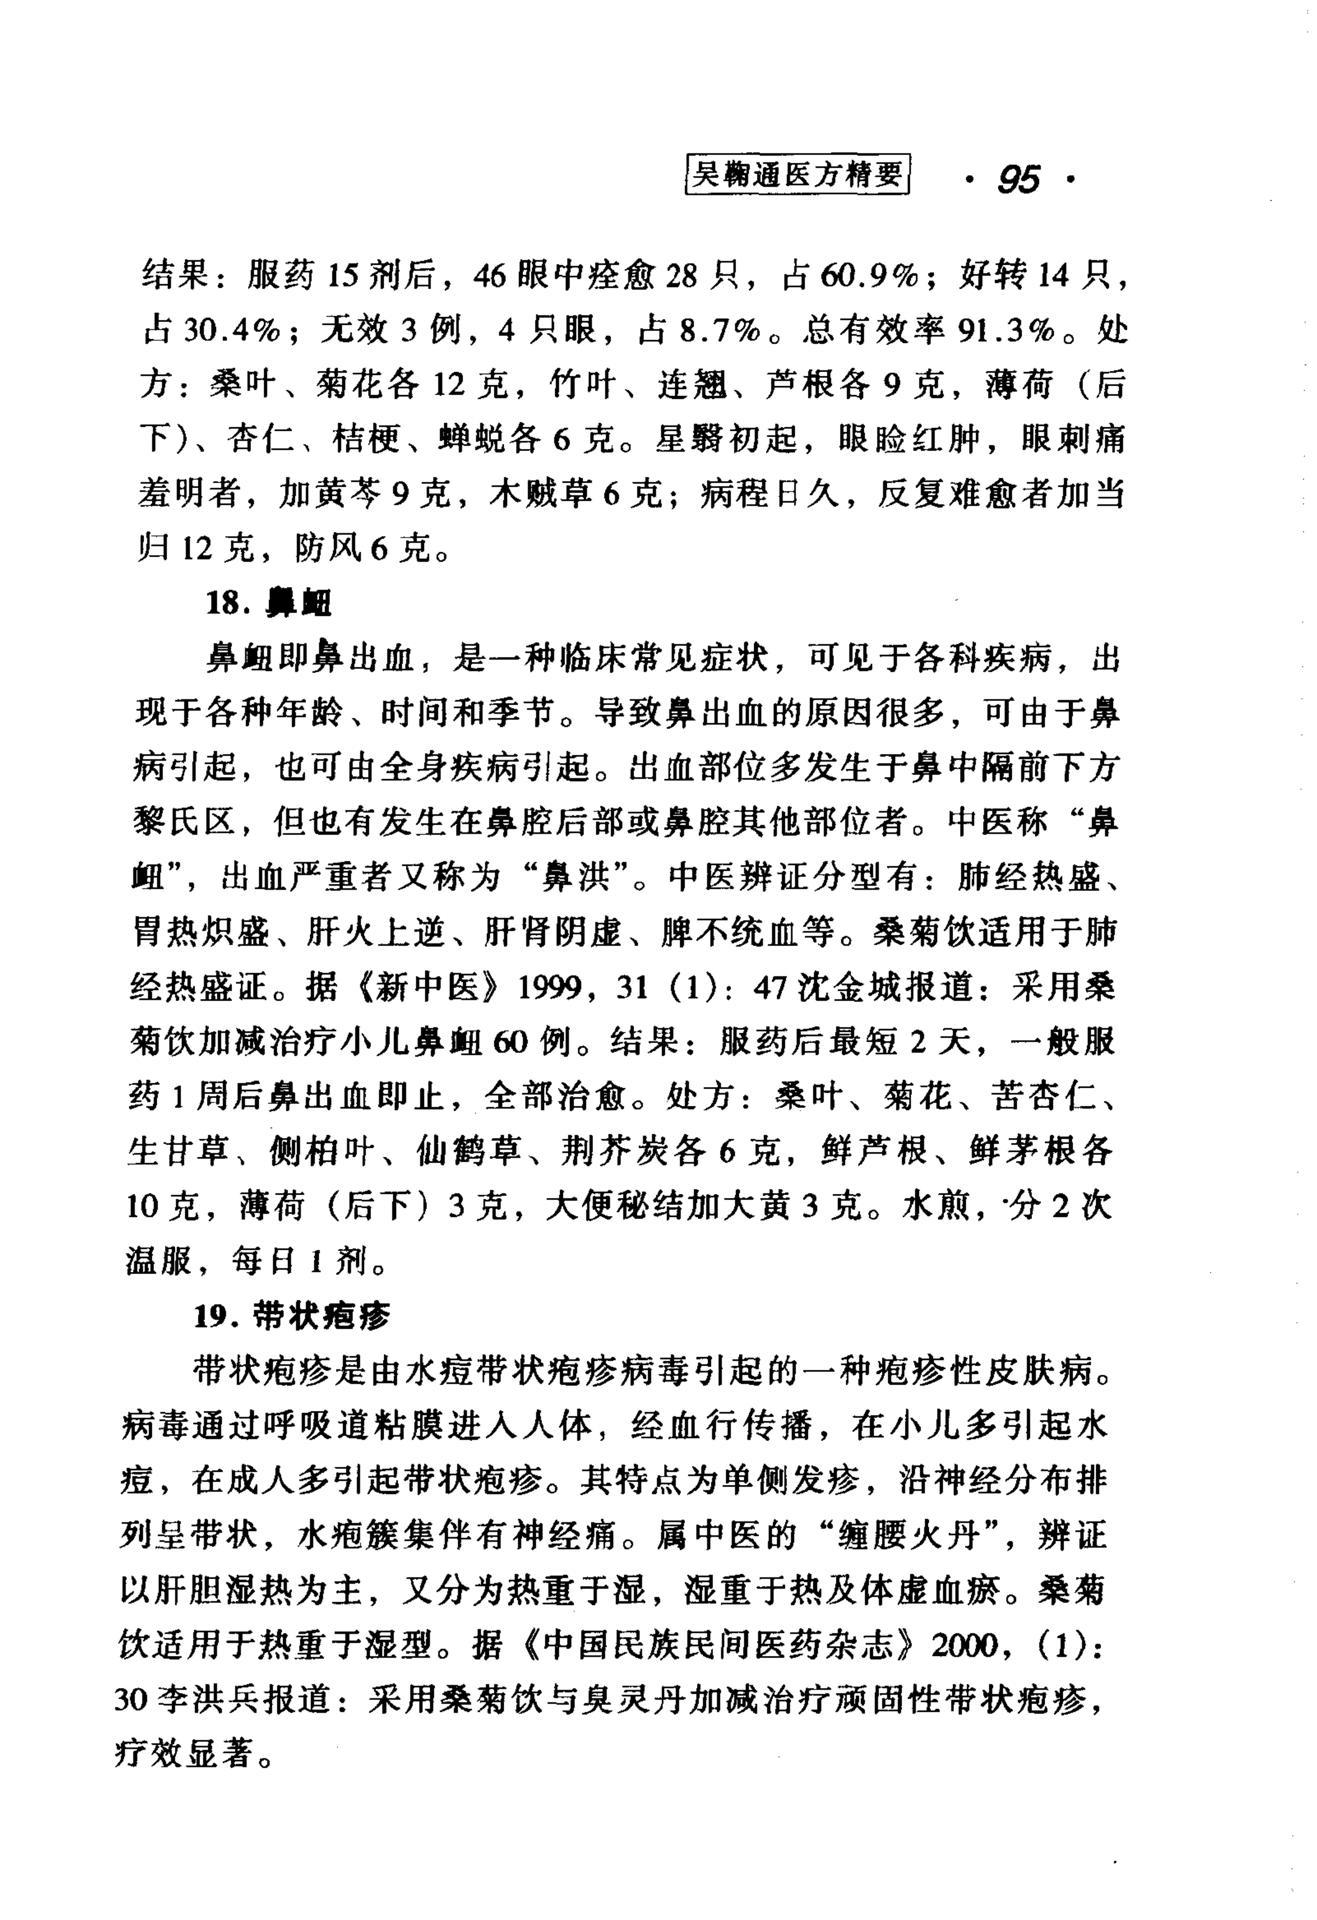 吴鞠通医方精要 · 95 ·
结果：服药 15 剂后，46 眼中痊愈 28 只，占 60.9%；好转 14 只，
占 30.4%；无效 3 例，4 只眼，占 8.7%。总有效率 91.3%。处
方：桑叶、菊花各 12 克，竹叶、连翘、芦根各 9 克，薄荷（后
下）、杏仁、桔梗、蝉蜕各 6 克。星翳初起，眼睑红肿，眼刺痛
羞明者，加黄芩 9 克，木贼草 6 克；病程日久，反复难愈者加当
归 12 克，防风 6 克。
18. 鼻衄
鼻衄即鼻出血，是一种临床常见症状，可见于各科疾病，出
现于各种年龄、时间和季节。导致鼻出血的原因很多，可由于鼻
病引起，也可由全身疾病引起。出血部位多发生于鼻中隔前下方
黎氏区，但也有发生在鼻腔后部或鼻腔其他部位者。中医称“鼻
衄”，出血严重者又称为“鼻洪”。中医辨证分型有：肺经热盛、
胃热炽盛、肝火上逆、肝肾阴虚、脾不统血等。桑菊饮适用于肺
经热盛证。据《新中医》1999，31（1）：47 沈金城报道：采用桑
菊饮加减治疗小儿鼻衄 60 例。结果：服药后最短 2 天，一般服
药 1 周后鼻出血即止，全部治愈。处方：桑叶、菊花、苦杏仁、
生甘草、侧柏叶、仙鹤草、荆芥炭各 6 克，鲜芦根、鲜茅根各
10 克，薄荷（后下）3 克，大便秘结加大黄 3 克。水煎，分 2 次
温服，每日 1 剂。
19. 带状疱疹
带状疱疹是由水痘带状疱疹病毒引起的一种疱疹性皮肤病。
病毒通过呼吸道粘膜进入人体，经血行传播，在小儿多引起水
痘，在成人多引起带状疱疹。其特点为单侧发疹，沿神经分布排
列呈带状，水疱簇集伴有神经痛。属中医的“缠腰火丹”，辨证
以肝胆湿热为主，又分为热重于湿，湿重于热及体虚血瘀。桑菊
饮适用于热重于湿型。据《中国民族民间医药杂志》2000，（1）：
30 李洪兵报道：采用桑菊饮与臭灵丹加减治疗顽固性带状疱疹，
疗效显著。